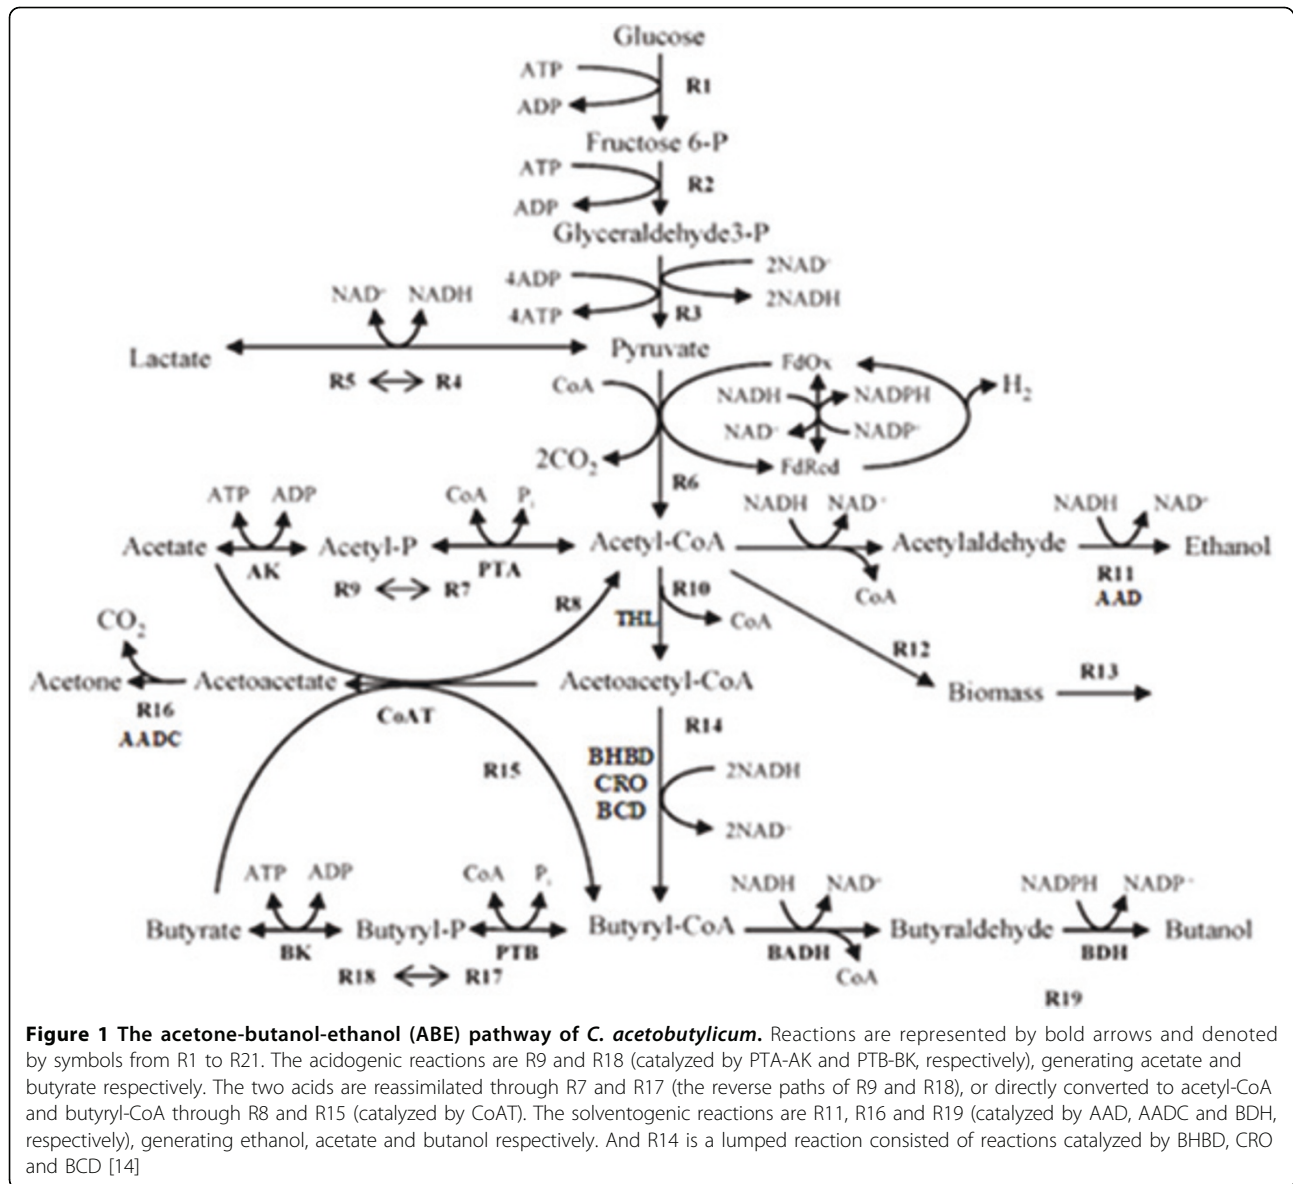 Glucose
ATP
R1
ADP
Fructose 6-P
ATP
R2
ADP
Glyceraldehyde3-P
4ADP
2NAD⁺
4ATP
R3
2NADH
NAD⁺ NADH
Lactate
Pyruvate
R5 ⟷ R4
CoA
FdOx
NADH
NADPH
H₂
NAD⁺
NADP⁺
2CO₂
FdRed
R6
ATP ADP
CoA Pᵢ
NADH NAD⁺
NADH NAD⁺
Acetate
Acetyl-P
Acetyl-CoA
Acetylaldehyde
Ethanol
AK
PTA
R9 ⟷ R7
R8
R10
CoA
R11
AAD
CO₂
THL
CoA
R12
Acetone
Acetoacetate
Acetoacetyl-CoA
Biomass
R13
R16
AADC
CoAT
R14
R15
BHBD
CRO
BCD
2NADH
2NAD⁺
ATP ADP
CoA Pᵢ
NADH NAD⁺
NADPH NADP⁺
Butyrate
Butyryl-P
Butyryl-CoA
Butyraldehyde
Butanol
BK
PTB
BADH
BDH
R18 ⟷ R17
CoA
R19
Figure 1 The acetone-butanol-ethanol (ABE) pathway of C. acetobutylicum. Reactions are represented by bold arrows and denoted
by symbols from R1 to R21. The acidogenic reactions are R9 and R18 (catalyzed by PTA-AK and PTB-BK, respectively), generating acetate and
butyrate respectively. The two acids are reassimilated through R7 and R17 (the reverse paths of R9 and R18), or directly converted to acetyl-CoA
and butyryl-CoA through R8 and R15 (catalyzed by CoAT). The solventogenic reactions are R11, R16 and R19 (catalyzed by AAD, AADC and BDH,
respectively), generating ethanol, acetate and butanol respectively. And R14 is a lumped reaction consisted of reactions catalyzed by BHBD, CRO
and BCD [14]